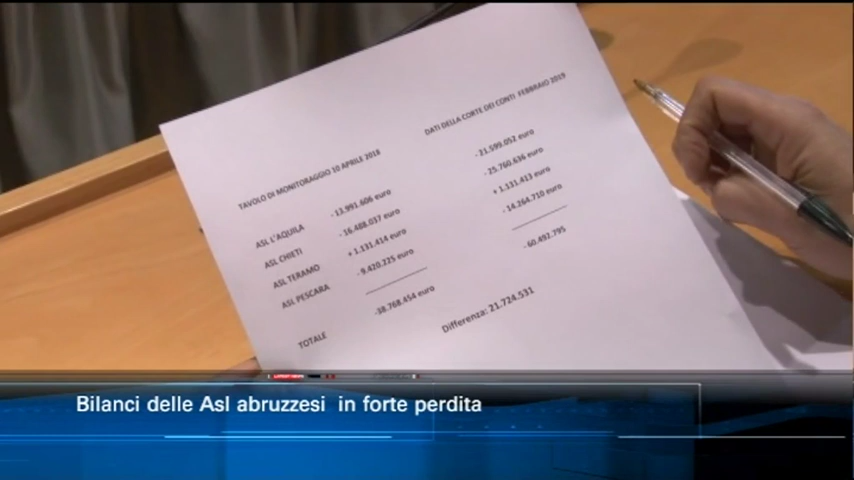 TAVOLO DI MONITORAGGIO 10 APRILE 2018 DATI DELLA CORTE DEI CONTI FEBBRAIO 2019
ASL L'AQUILA - 13.991.606 euro - 21.599.052 euro
ASL CHIETI - 16.488.037 euro - 25.760.636 euro
ASL TERAMO + 1.131.414 euro + 1.131.413 euro
ASL PESCARA - 9.420.225 euro - 14.264.710 euro
TOTALE -38.768.454 euro - 60.492.795
Differenza: 21.724.531
Bilanci delle Asl abruzzesi in forte perdita